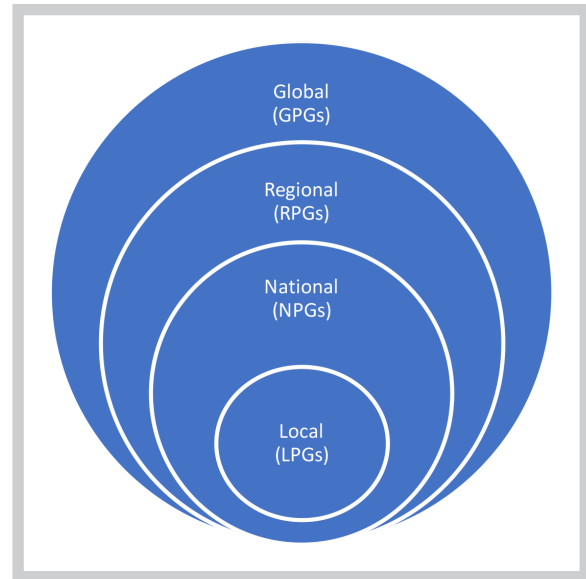 Global
(GPGs)
Regional
(RPGs)
National
(NPGs)
Local
(LPGs)